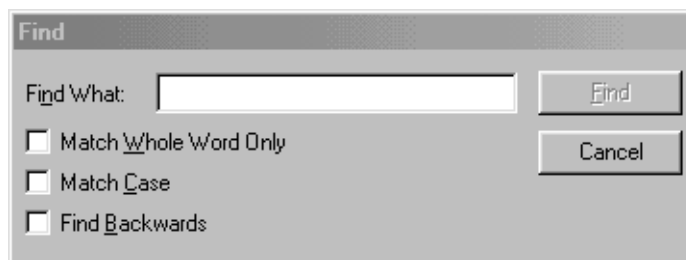 Find
Find What:
Find
Match Whole Word Only
Cancel
Match Case
Find Backwards